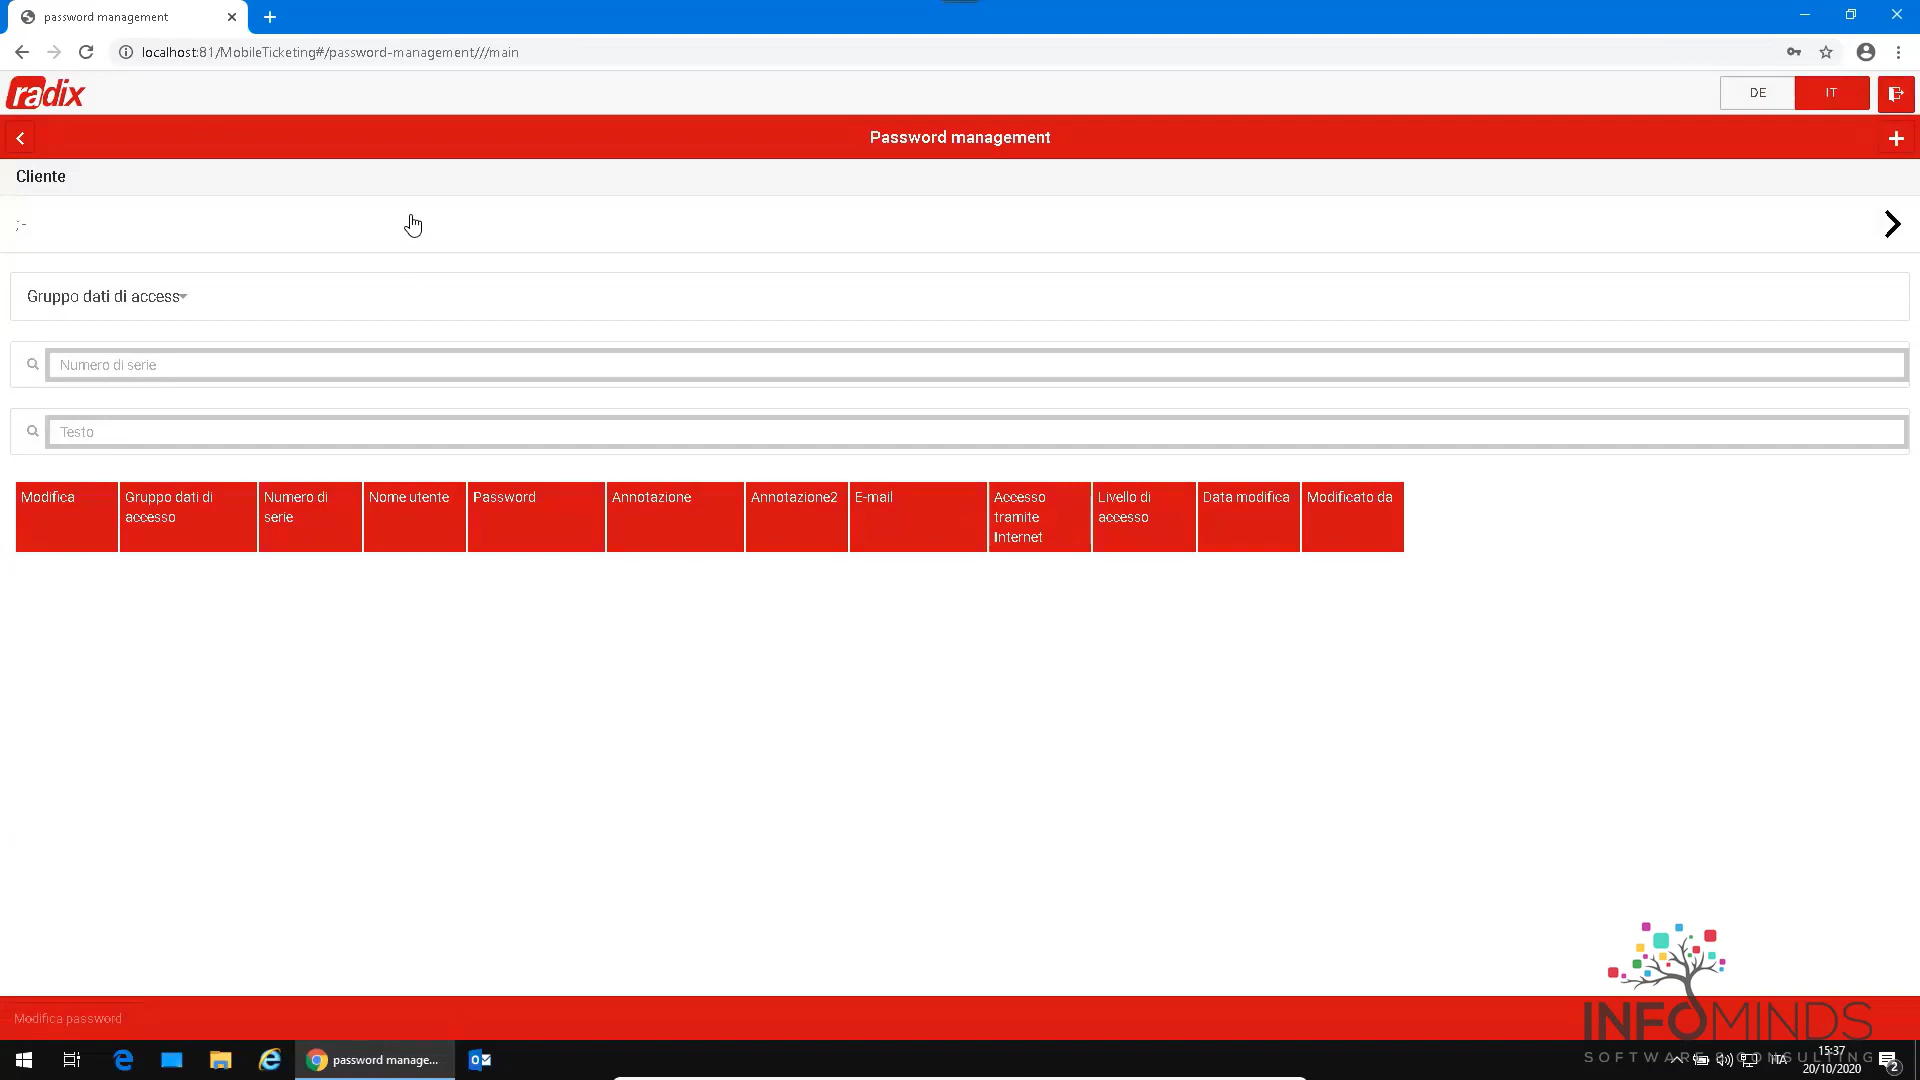 password management
localhost:81/MobileTicketing#/password-management///main
radix
DE IT
Password management
Cliente
; -
Gruppo dati di access
Numero di serie
Testo
Modifica
Gruppo dati di accesso
Numero di serie
Nome utente
Password
Annotazione
Annotazione2
E-mail
Accesso tramite Internet
Livello di accesso
Data modifica
Modificato da
Modifica password
INFOMINDS
SOFTWARE & CONSULTING
password manage...
ITA
15:37
20/10/2020
2